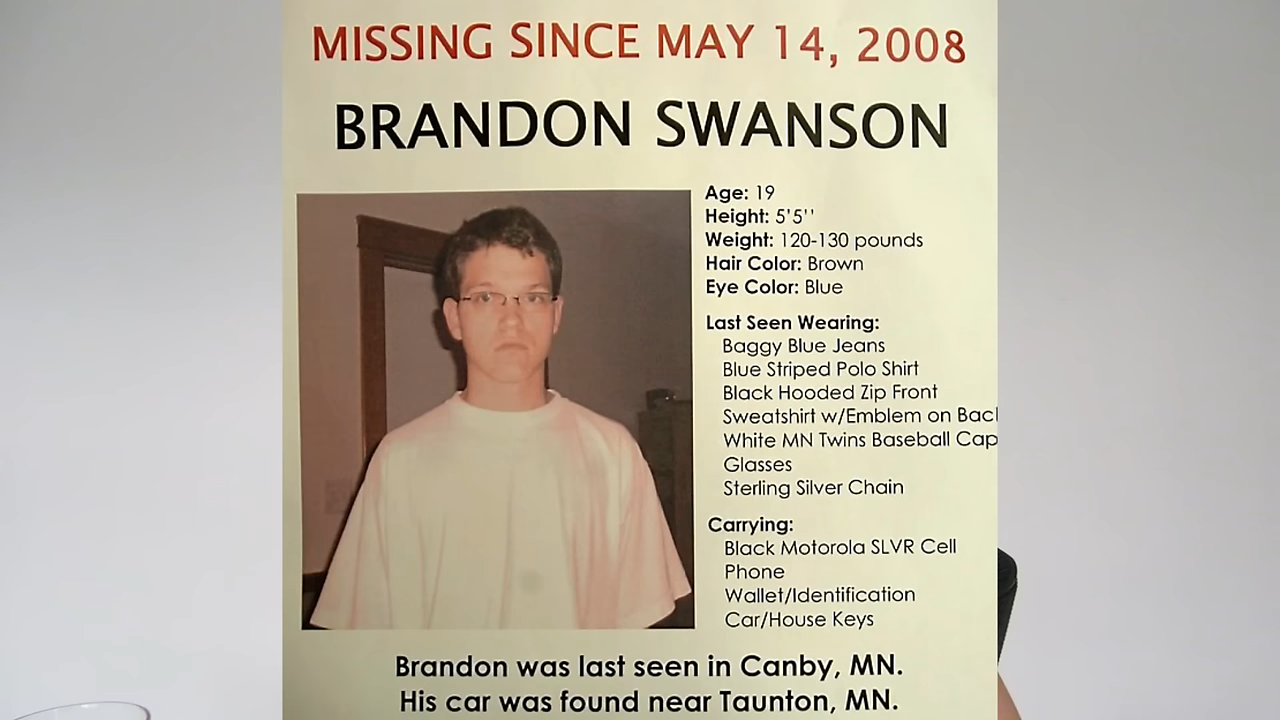 MISSING SINCE MAY 14, 2008
BRANDON SWANSON
Age: 19
Height: 5'5''
Weight: 120-130 pounds
Hair Color: Brown
Eye Color: Blue
Last Seen Wearing:
Baggy Blue Jeans
Blue Striped Polo Shirt
Black Hooded Zip Front
Sweatshirt w/Emblem on Bac
White MN Twins Baseball Cap
Glasses
Sterling Silver Chain
Carrying:
Black Motorola SLVR Cell
Phone
Wallet/Identification
Car/House Keys
Brandon was last seen in Canby, MN.
His car was found near Taunton, MN.